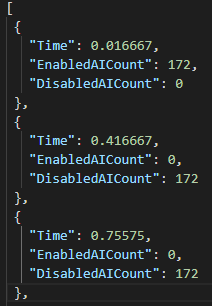 [
{
"Time": 0.016667,
"EnabledAICount": 172,
"DisabledAICount": 0
},
{
"Time": 0.416667,
"EnabledAICount": 0,
"DisabledAICount": 172
},
{
"Time": 0.75575,
"EnabledAICount": 0,
"DisabledAICount": 172
},